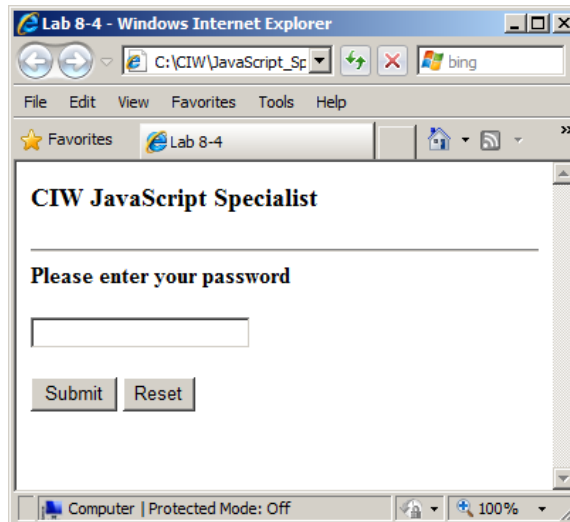 Lab 8-4 - Windows Internet Explorer
C:\CIW\JavaScript_Sp bing
File Edit View Favorites Tools Help
Favorites Lab 8-4 »
CIW JavaScript Specialist
Please enter your password
Submit Reset
Computer | Protected Mode: Off 100%